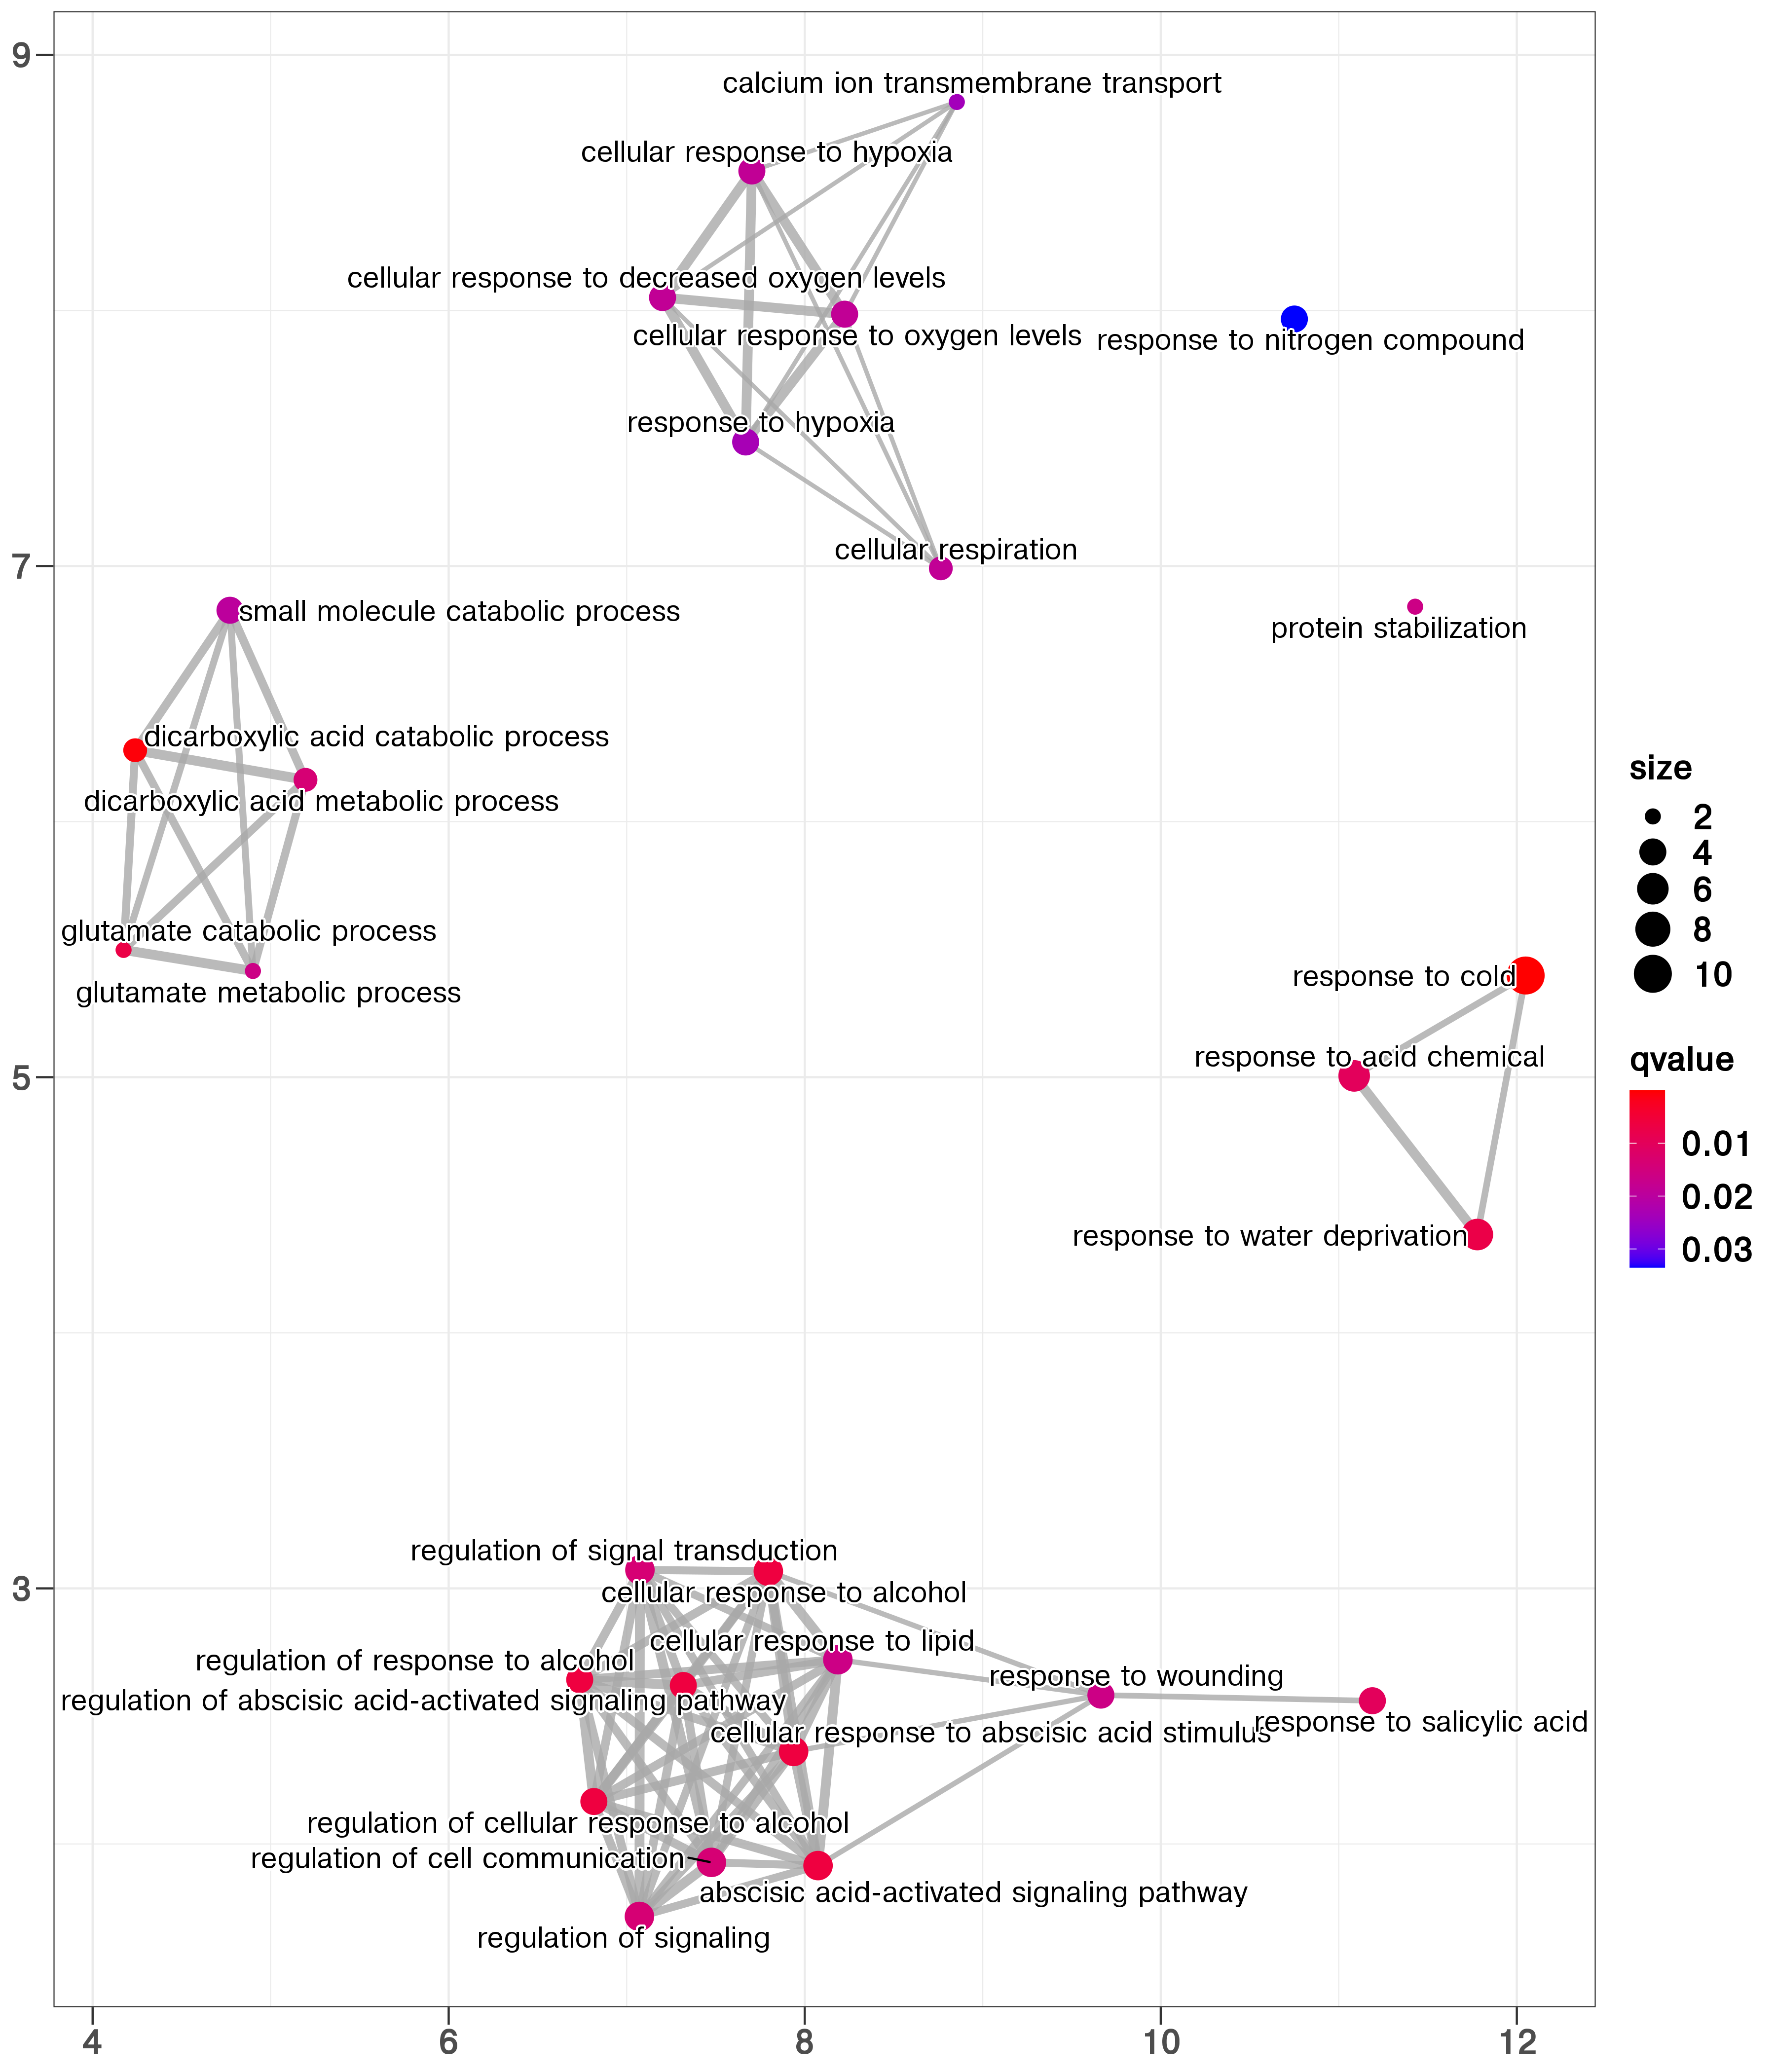 9
calcium ion transmembrane transport
cellular response to hypoxia
cellular response to decreased oxygen levels
cellular response to oxygen levels
response to nitrogen compound
response to hypoxia
cellular respiration
7
small molecule catabolic process
protein stabilization
dicarboxylic acid catabolic process
dicarboxylic acid metabolic process
glutamate catabolic process
glutamate metabolic process
response to cold
response to acid chemical
5
response to water deprivation
regulation of signal transduction
3
cellular response to alcohol
cellular response to lipid
regulation of response to alcohol
response to wounding
regulation of abscisic acid-activated signaling pathway
response to salicylic acid
cellular response to abscisic acid stimulus
regulation of cellular response to alcohol
regulation of cell communication
abscisic acid-activated signaling pathway
regulation of signaling
4
6
8
10
12
size
2
4
6
8
10
qvalue
0.01
0.02
0.03